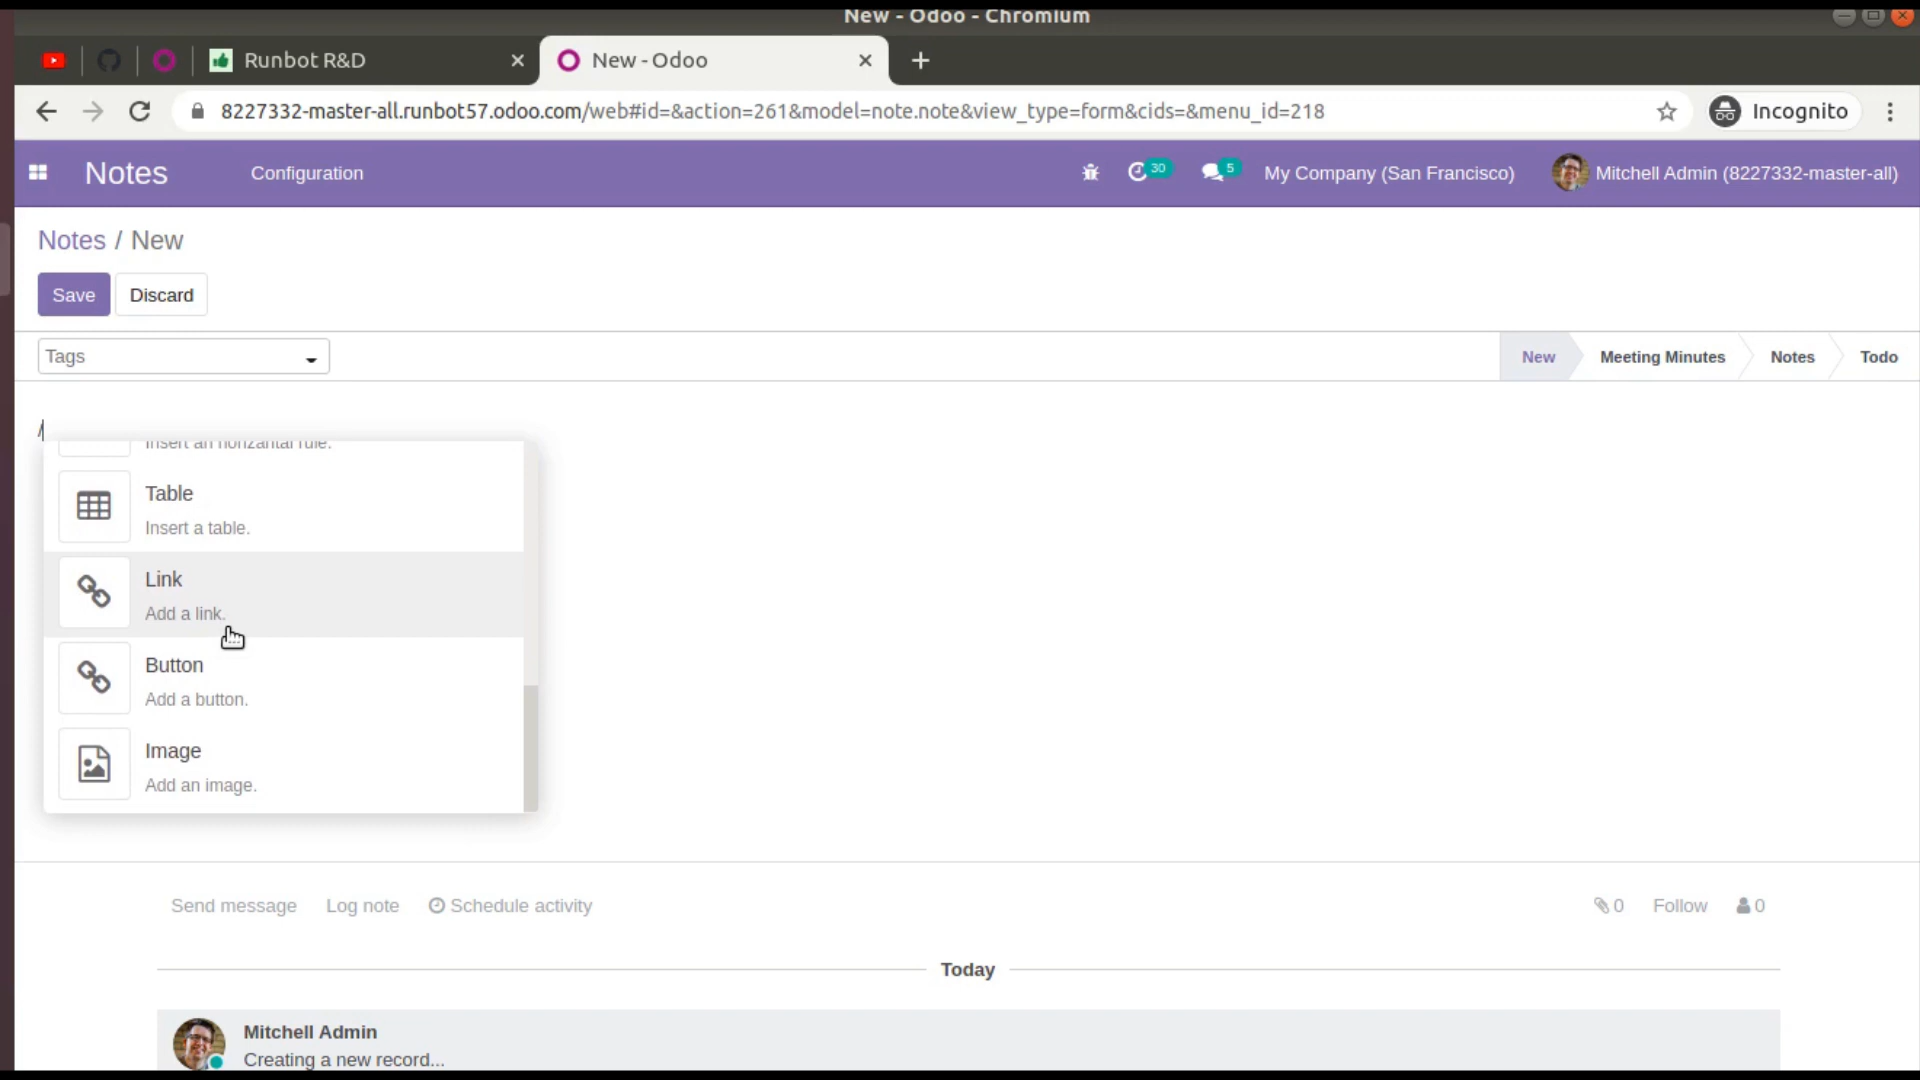 New - Odoo - Chromium
Runbot R&D
New - Odoo
8227332-master-all.runbot57.odoo.com/web#id=&action=261&model=note.note&view_type=form&cids=&menu_id=218
Incognito
Notes
Configuration
30
5
My Company (San Francisco)
Mitchell Admin (8227332-master-all)
Notes / New
Save
Discard
Tags
New
Meeting Minutes
Notes
Todo
/
Insert an horizantal rule.
Table
Insert a table.
Link
Add a link.
Button
Add a button.
Image
Add an image.
Send message
Log note
Schedule activity
0
Follow
0
Today
Mitchell Admin
Creating a new record...